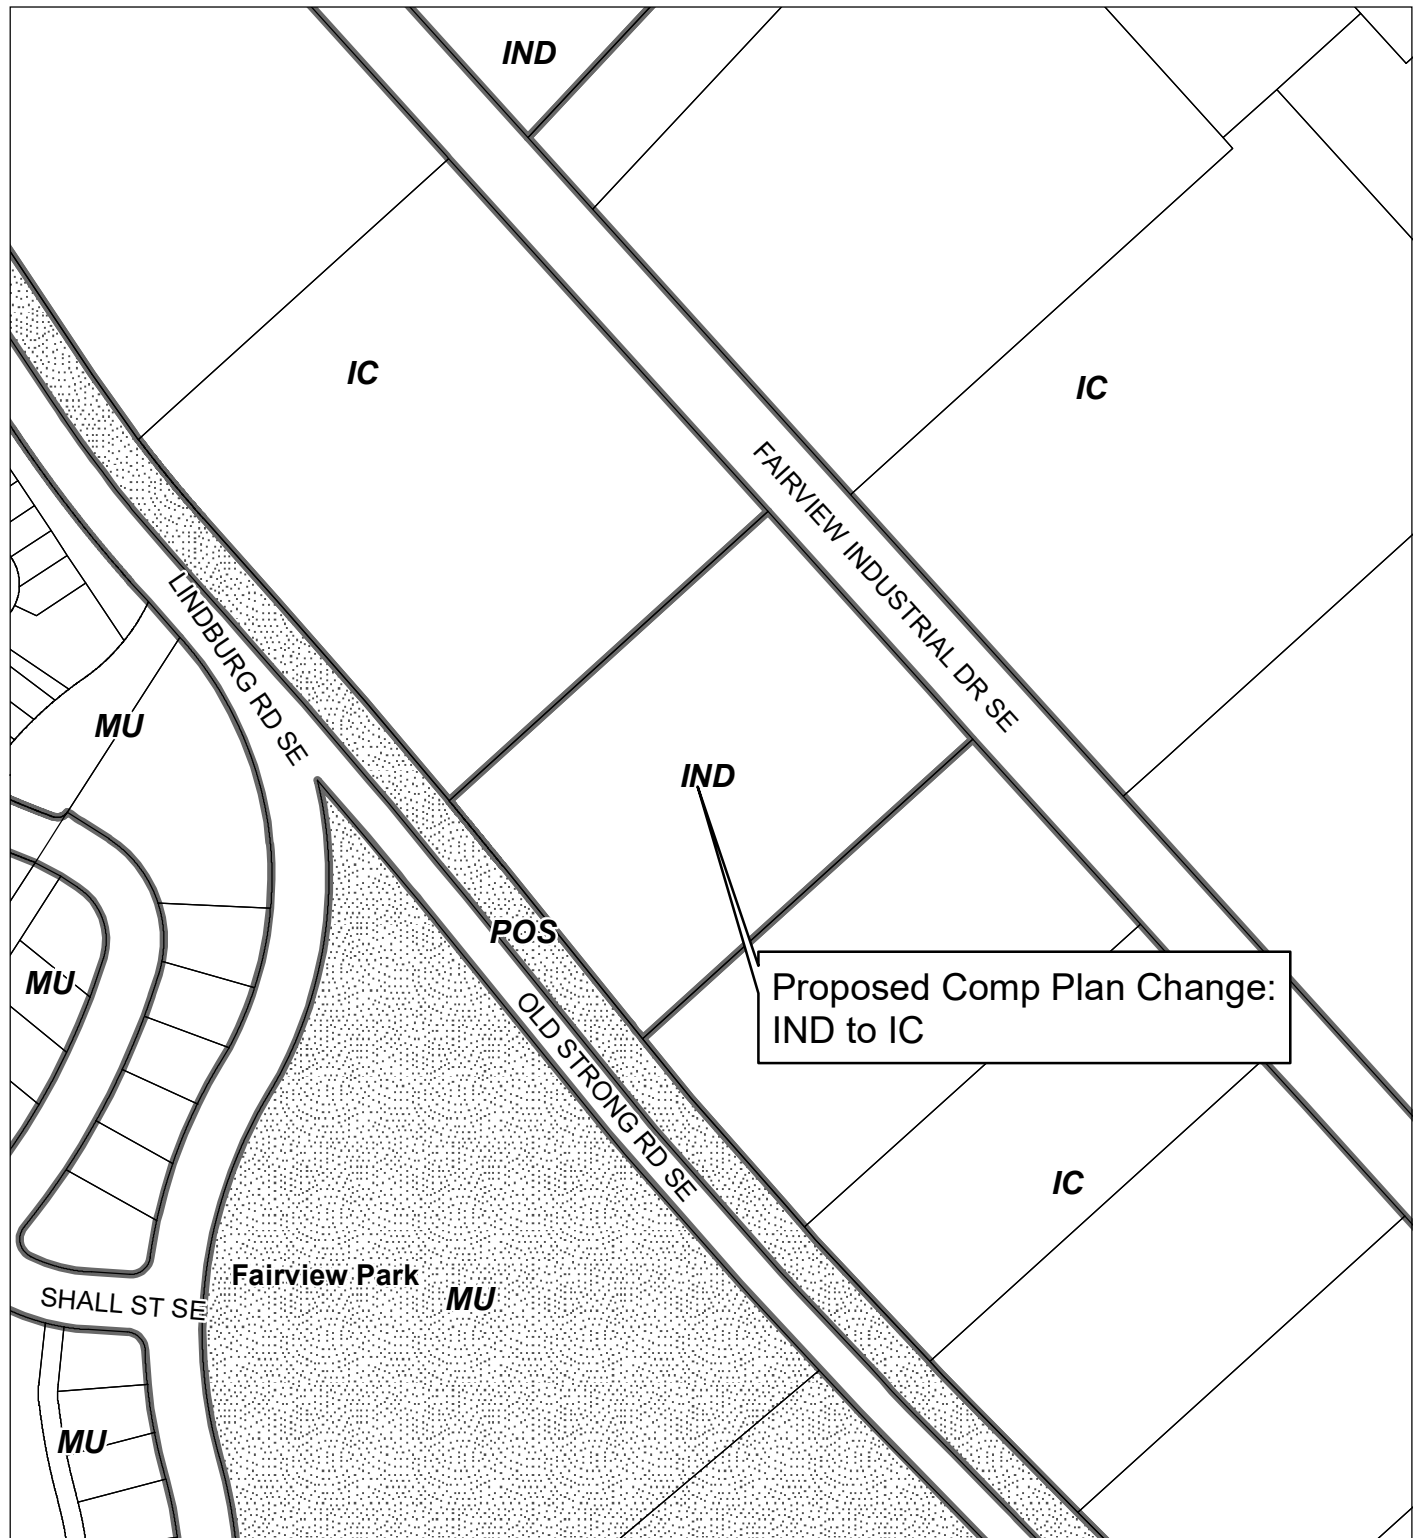 IND
IC
IC
FAIRVIEW INDUSTRIAL DR SE
LINDBURG RD SE
MU
IND
POS
MU
Proposed Comp Plan Change:
IND to IC
OLD STRONG RD SE
IC
Fairview Park
MU
SHALL ST SE
MU